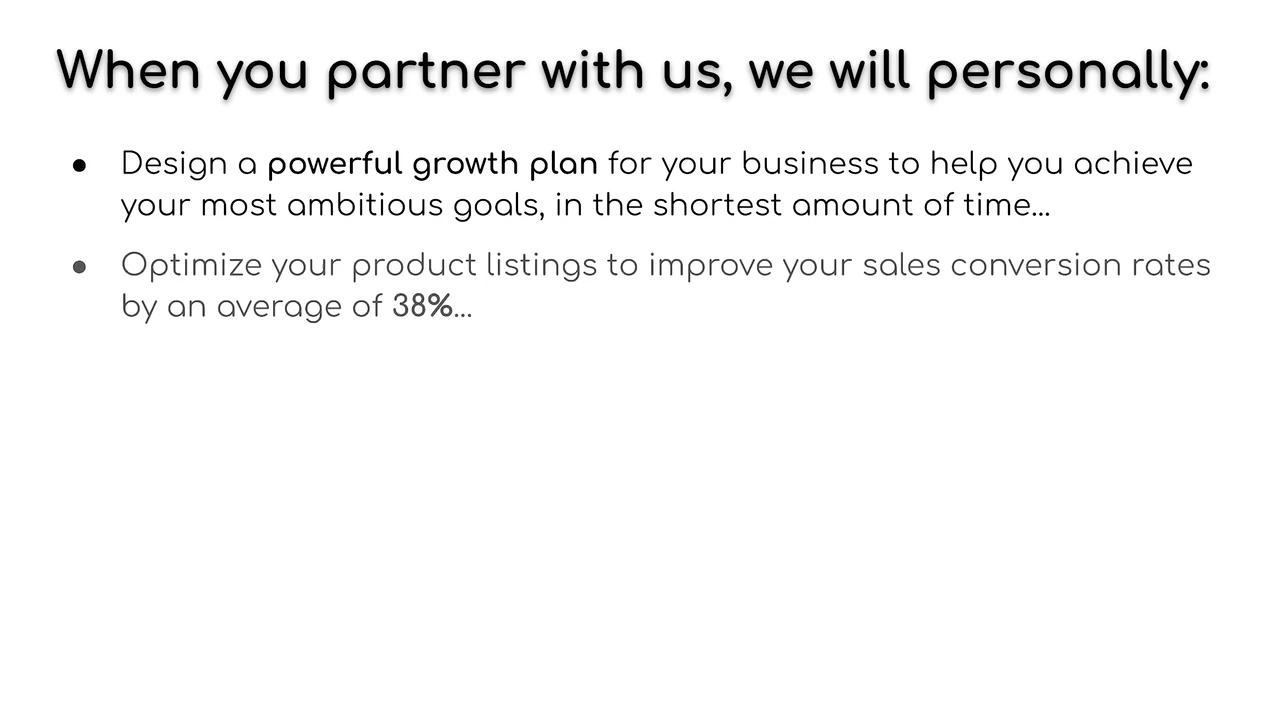 When you partner with us, we will personally:
● Design a powerful growth plan for your business to help you achieve
your most ambitious goals, in the shortest amount of time...
● Optimize your product listings to improve your sales conversion rates
by an average of 38%...